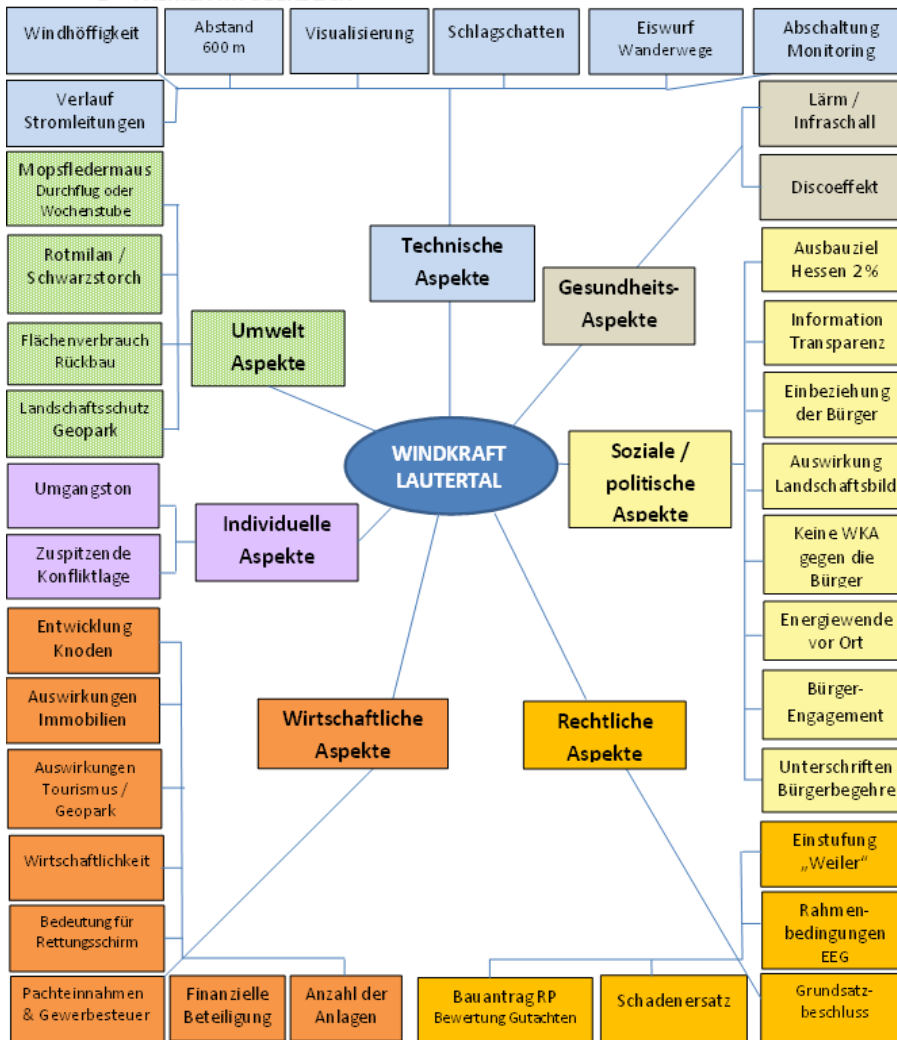 Windhöffigkeit
Abstand
600 m
Visualisierung
Schlagschatten
Eiswurf
Wanderwege
Abschaltung
Monitoring
Verlauf
Stromleitungen
Lärm /
Infraschall
Mopsfledermaus
Durchflug oder
Wochenstube
Discoeffekt
Rotmilan /
Schwarzstorch
Technische
Aspekte
Ausbauziel
Hessen 2%
Gesundheits-
Aspekte
Flächenverbrauch
Rückbau
Umwelt
Aspekte
Information
Transparenz
Landschaftsschutz
Geopark
Einbeziehung
der Bürger
WINDKRAFT
LAUTERTAL
Soziale /
politische
Aspekte
Umgangston
Auswirkung
Landschaftsbild
Individuelle
Aspekte
Zuspitzende
Konfliktlage
Keine WKA
gegen die
Bürger
Entwicklung
Knoden
Energiewende
vor Ort
Auswirkungen
Immobilien
Wirtschaftliche
Aspekte
Rechtliche
Aspekte
Bürger-
Engagement
Auswirkungen
Tourismus /
Geopark
Unterschriften
Bürgerbegehre
Wirtschaftlichkeit
Einstufung
„Weiler“
Bedeutung für
Rettungsschirm
Rahmen-
bedingungen
EEG
Pachteinnahmen
& Gewerbesteuer
Finanzielle
Beteiligung
Anzahl der
Anlagen
Bauantrag RP
Bewertung Gutachten
Schadenersatz
Grundsatz-
beschluss